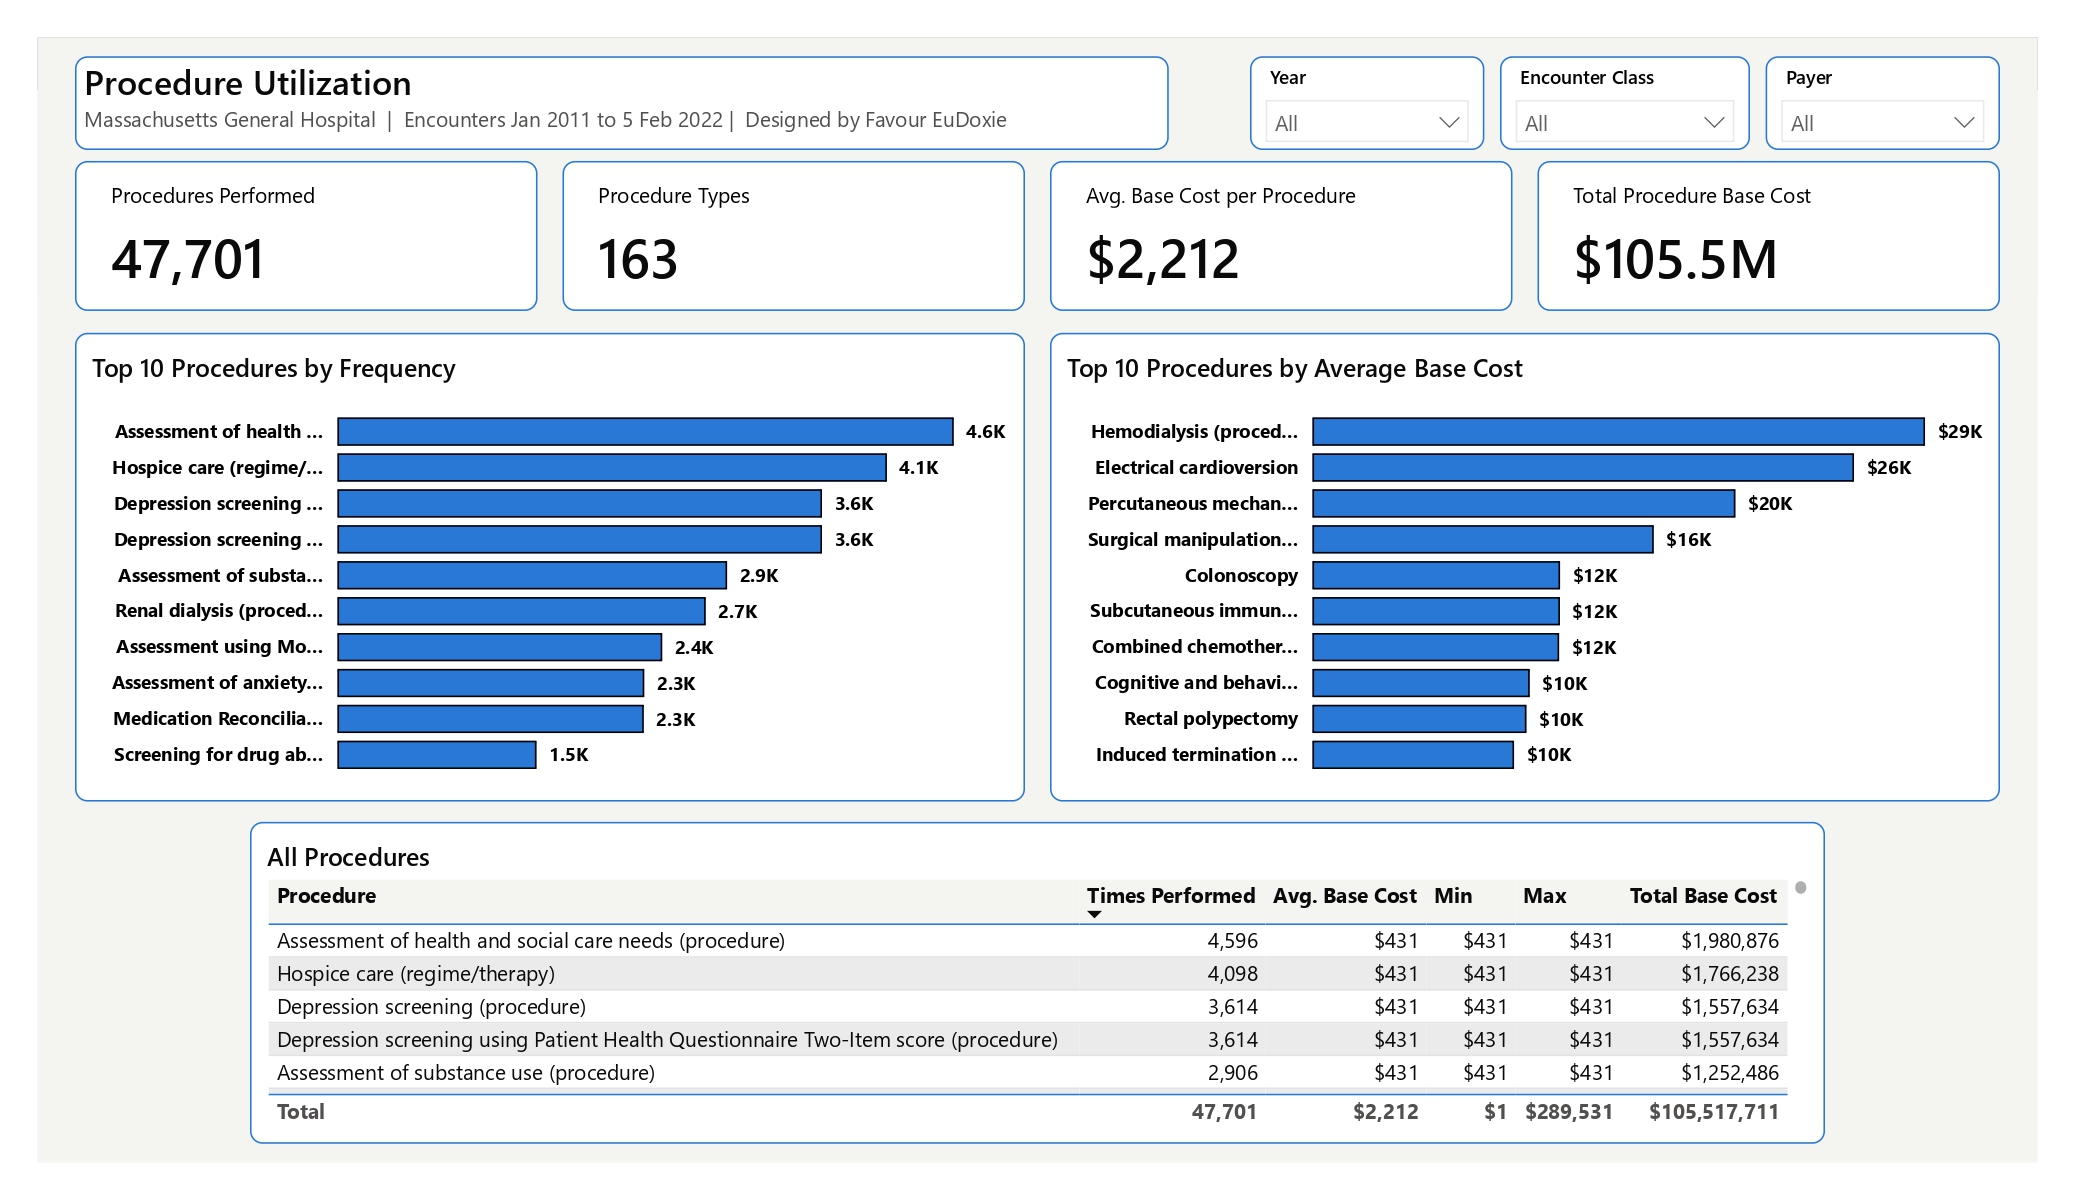 Procedure Utilization
Massachusetts General Hospital | Encounters Jan 2011 to 5 Feb 2022 | Designed by Favour EuDoxie
Year
All
Encounter Class
All
Payer
All
Procedures Performed
47,701
Procedure Types
163
Avg. Base Cost per Procedure
$2,212
Total Procedure Base Cost
$105.5M
Top 10 Procedures by Frequency
Assessment of health ... 4.6K
Hospice care (regime/... 4.1K
Depression screening ... 3.6K
Depression screening ... 3.6K
Assessment of substa... 2.9K
Renal dialysis (proced... 2.7K
Assessment using Mo... 2.4K
Assessment of anxiety... 2.3K
Medication Reconcilia... 2.3K
Screening for drug ab... 1.5K
Top 10 Procedures by Average Base Cost
Hemodialysis (proced... $29K
Electrical cardioversion $26K
Percutaneous mechan... $20K
Surgical manipulation... $16K
Colonoscopy $12K
Subcutaneous immun... $12K
Combined chemother... $12K
Cognitive and behavi... $10K
Rectal polypectomy $10K
Induced termination ... $10K
All Procedures
Procedure Times Performed Avg. Base Cost Min Max Total Base Cost
Assessment of health and social care needs (procedure) 4,596 $431 $431 $431 $1,980,876
Hospice care (regime/therapy) 4,098 $431 $431 $431 $1,766,238
Depression screening (procedure) 3,614 $431 $431 $431 $1,557,634
Depression screening using Patient Health Questionnaire Two-Item score (procedure) 3,614 $431 $431 $431 $1,557,634
Assessment of substance use (procedure) 2,906 $431 $431 $431 $1,252,486
Total 47,701 $2,212 $1 $289,531 $105,517,711